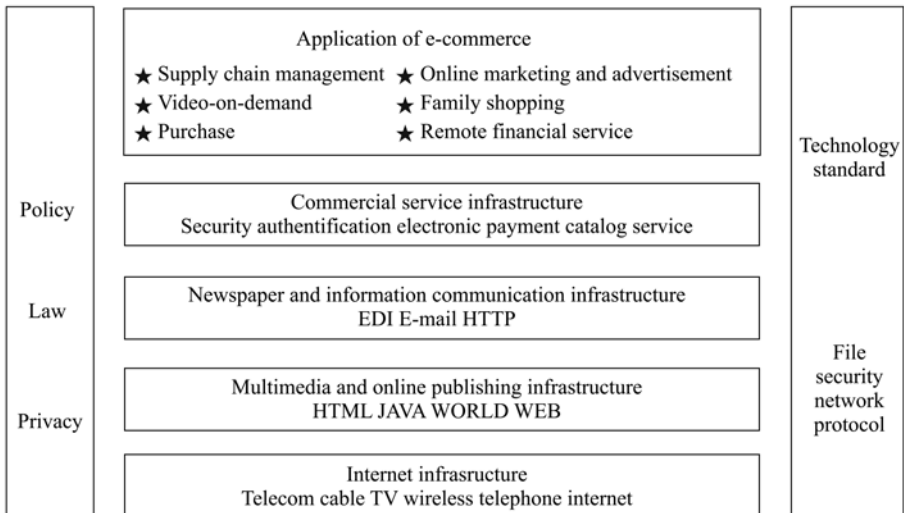 Application of e-commerce
★ Supply chain management ★ Online marketing and advertisement
★ Video-on-demand ★ Family shopping
★ Purchase ★ Remote financial service
Policy
Law
Privacy
Commercial service infrastructure
Security authentification electronic payment catalog service
Newspaper and information communication infrastructure
EDI E-mail HTTP
Multimedia and online publishing infrastructure
HTML JAVA WORLD WEB
Internet infrasructure
Telecom cable TV wireless telephone internet
Technology
standard
File
security
network
protocol